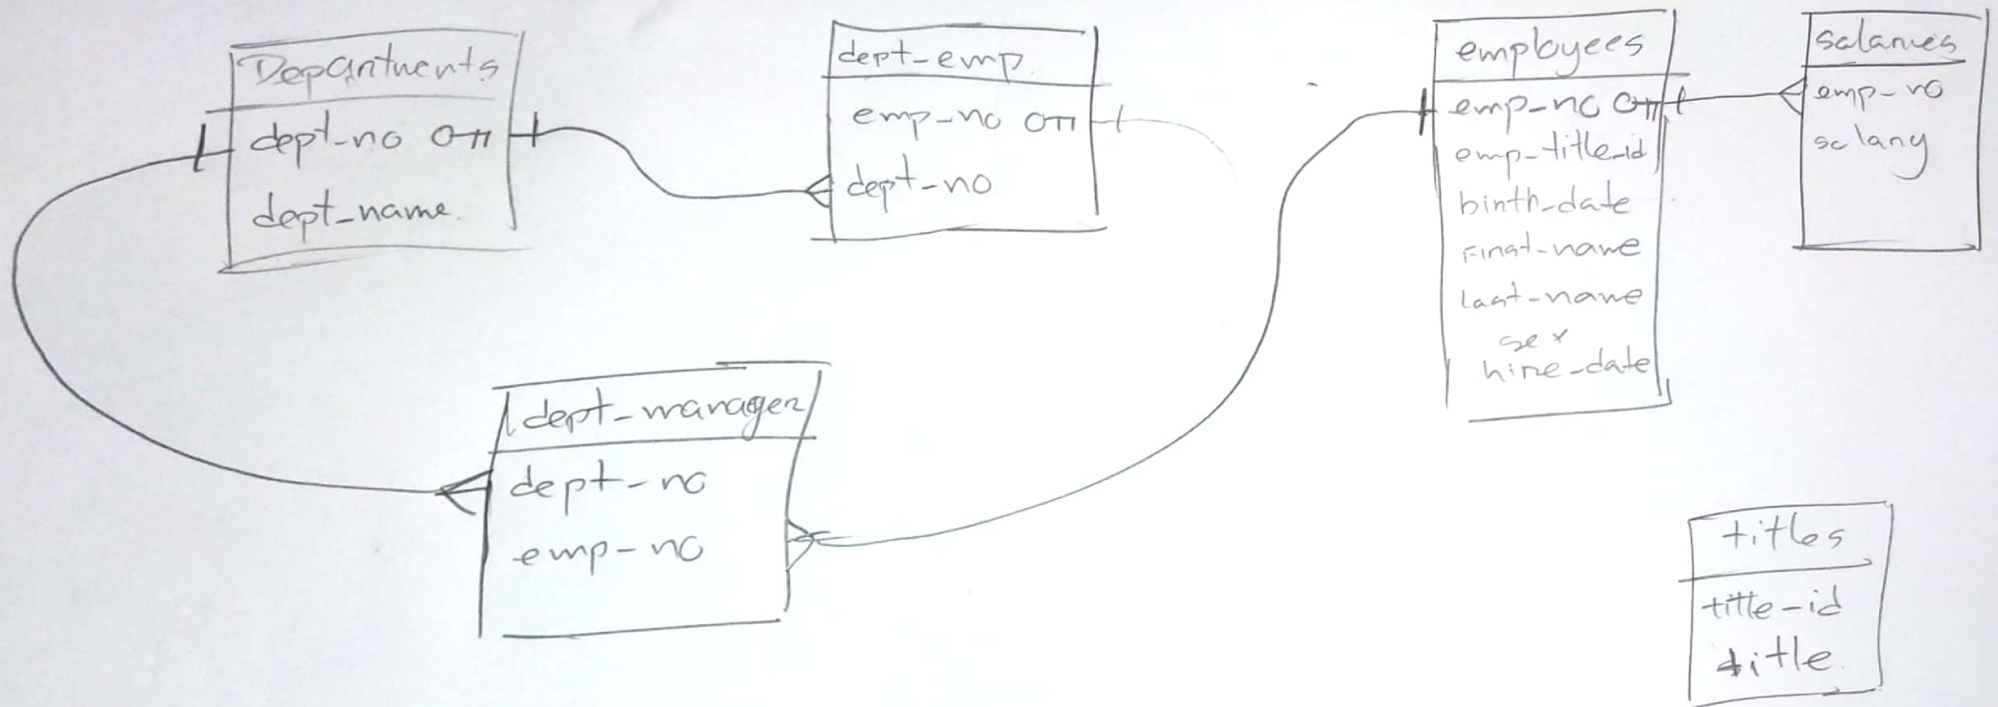 Departments
dept-no
dept-name.
dept-emp
emp-no
dept-no
employees
emp-no
emp-title-id
birth-date
First-name
last-name
sex
hire-date
salaries
emp-no
salary
dept-manager
dept-no
emp-no
titles
title-id
title